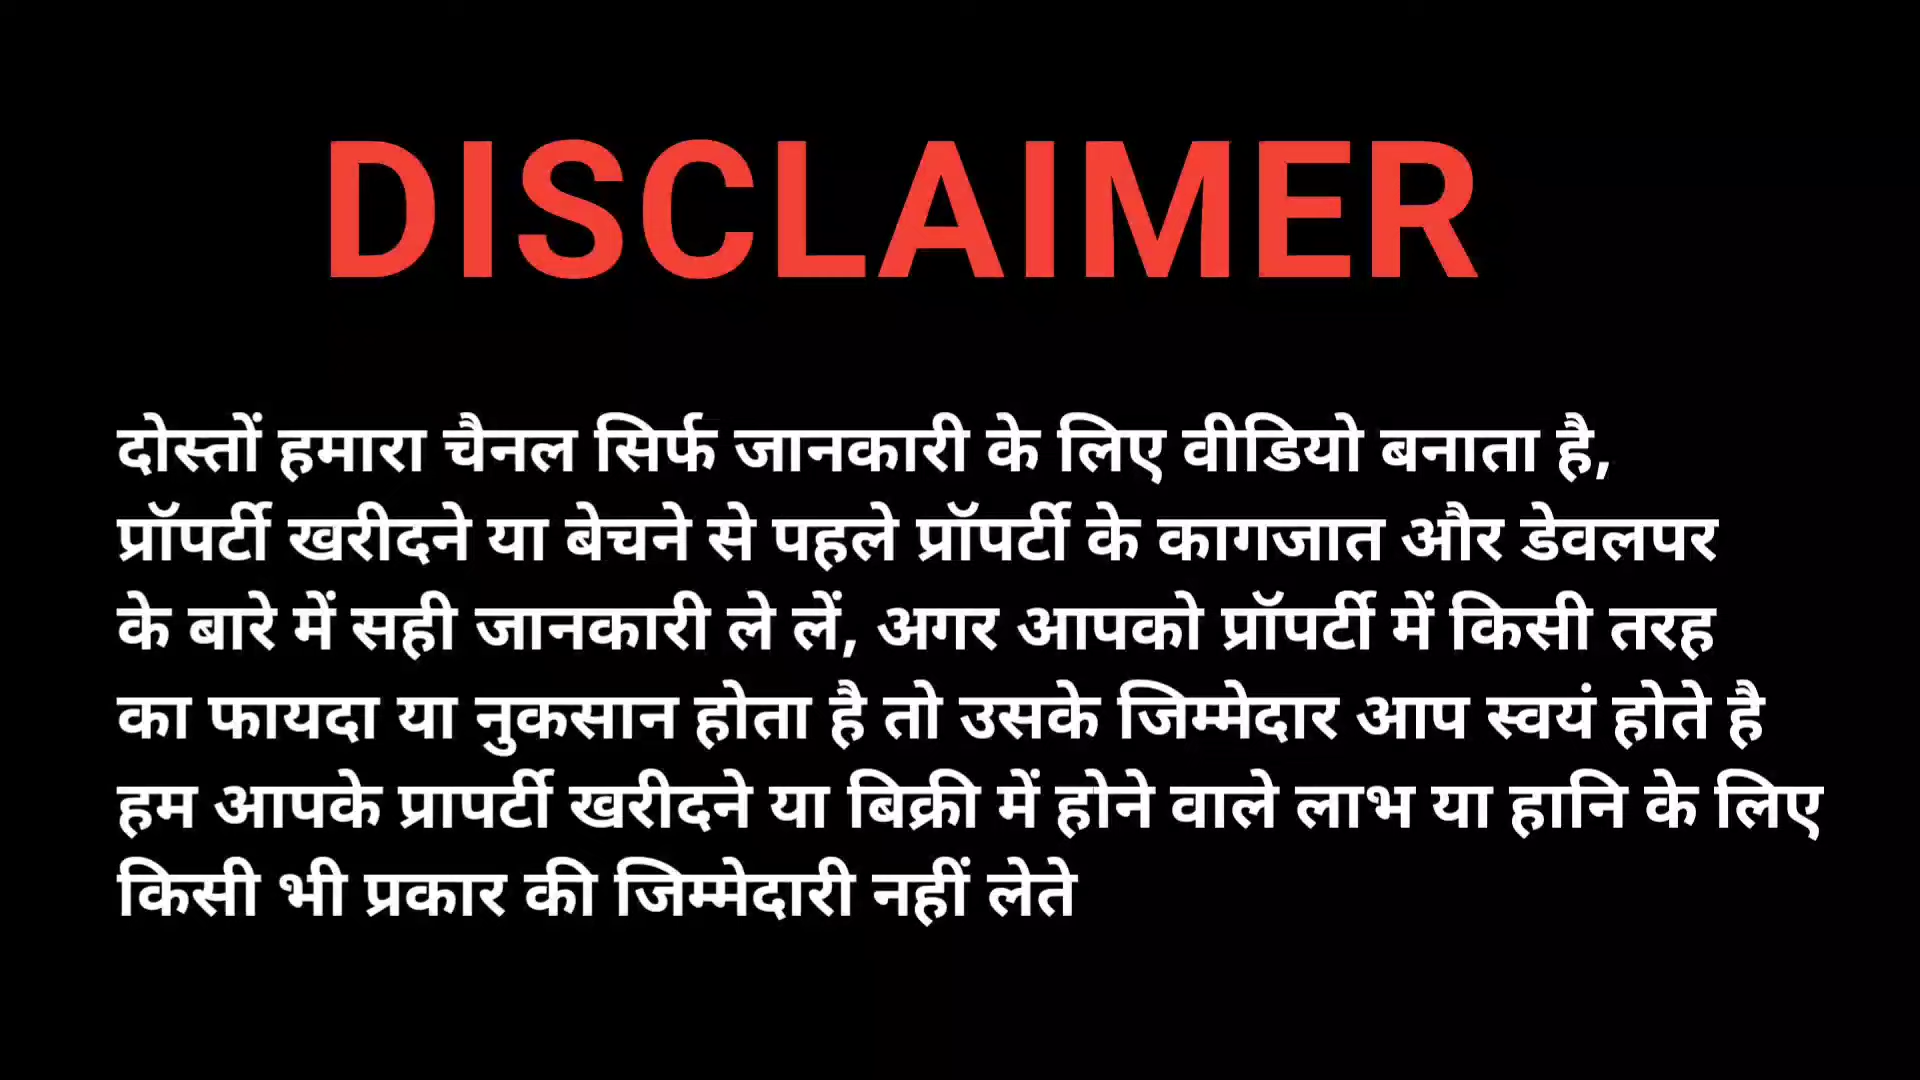 DISCLAIMER
दोस्तों हमारा चैनल सिर्फ जानकारी के लिए वीडियो बनाता है,
प्रॉपर्टी खरीदने या बेचने से पहले प्रॉपर्टी के कागजात और डेवलपर
के बारे में सही जानकारी ले लें, अगर आपको प्रॉपर्टी में किसी तरह
का फायदा या नुकसान होता है तो उसके जिम्मेदार आप स्वयं होते है
हम आपके प्रापर्टी खरीदने या बिक्री में होने वाले लाभ या हानि के लिए
किसी भी प्रकार की जिम्मेदारी नहीं लेते